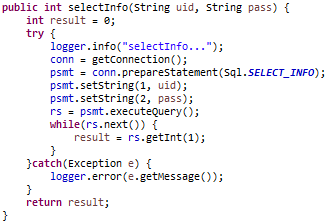 public int selectInfo(String uid, String pass) {
    int result = 0;
    try {
        logger.info("selectInfo...");
        conn = getConnection();
        psmt = conn.prepareStatement(Sql.SELECT_INFO);
        psmt.setString(1, uid);
        psmt.setString(2, pass);
        rs = psmt.executeQuery();
        while(rs.next()) {
            result = rs.getInt(1);
        }
    }catch(Exception e) {
        logger.error(e.getMessage());
    }
    return result;
}